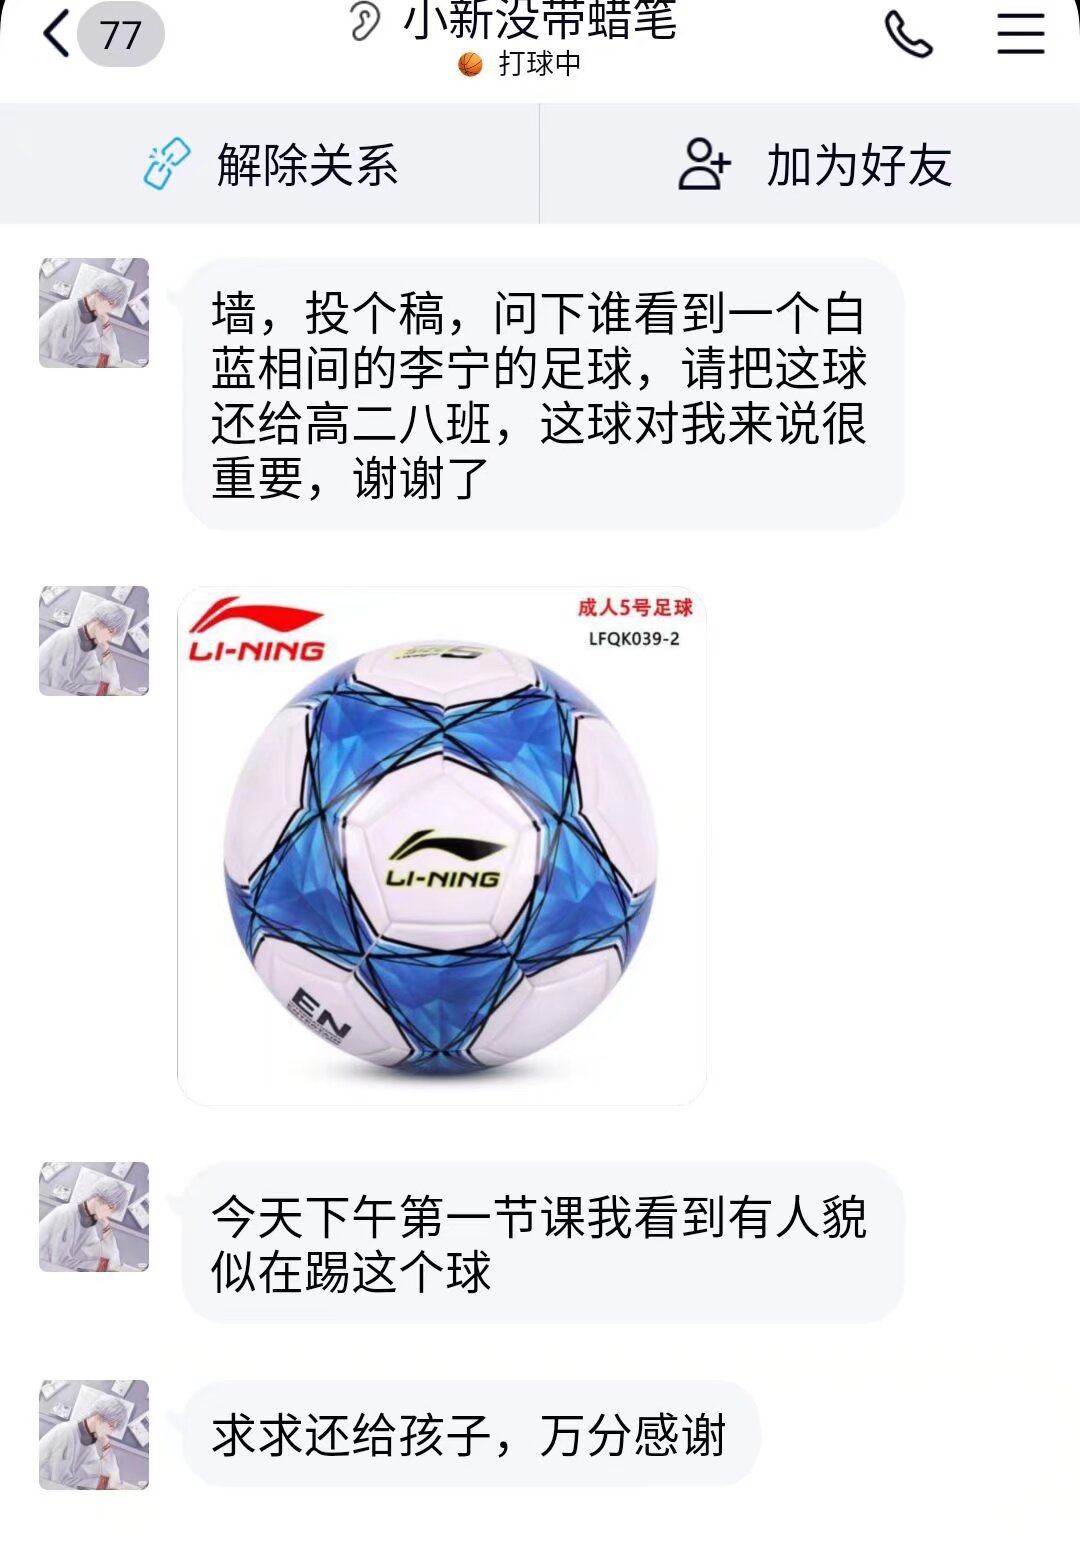 77
小新没带蜡笔
打球中
解除关系
加为好友
墙，投个稿，问下谁看到一个白
蓝相间的李宁的足球，请把这球
还给高二八班，这球对我来说很
重要，谢谢了
LI-NING
成人5号足球
LFQK039-2
LI-NING
EN
今天下午第一节课我看到有人貌
似在踢这个球
求求还给孩子，万分感谢